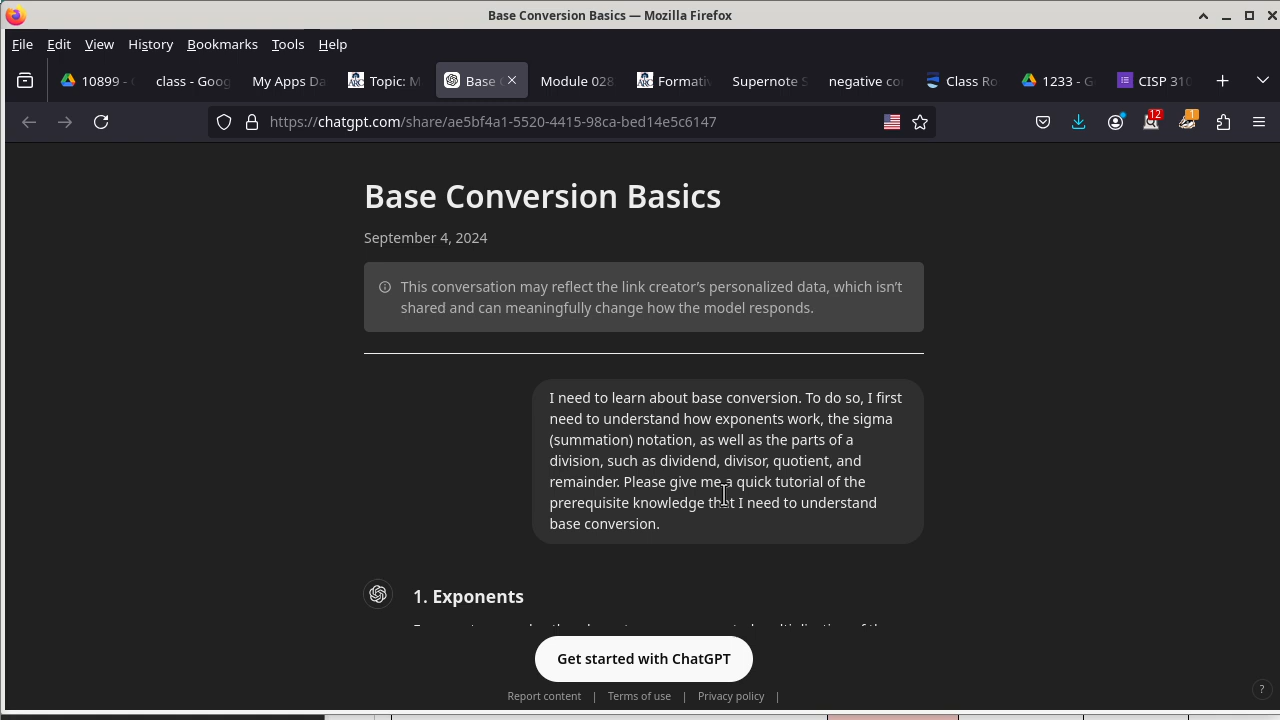 Base Conversion Basics — Mozilla Firefox
File Edit View History Bookmarks Tools Help
10899 - class - Goog My Apps Da Topic: M Base C Module 028 Formativ Supernote S negative co Class Ro 1233 - G CISP 310
https://chatgpt.com/share/ae5bf4a1-5520-4415-98ca-bed14e5c6147
12
1
Base Conversion Basics
September 4, 2024
This conversation may reflect the link creator's personalized data, which isn't
shared and can meaningfully change how the model responds.
I need to learn about base conversion. To do so, I first
need to understand how exponents work, the sigma
(summation) notation, as well as the parts of a
division, such as dividend, divisor, quotient, and
remainder. Please give me a quick tutorial of the
prerequisite knowledge that I need to understand
base conversion.
1. Exponents
Get started with ChatGPT
Report content | Terms of use | Privacy policy |
?